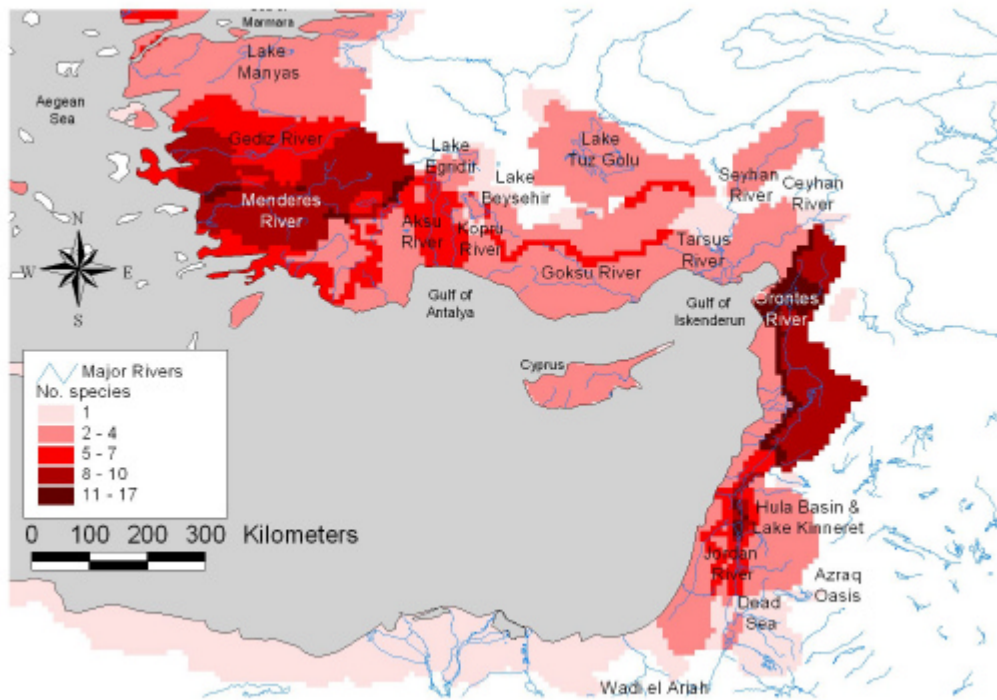 Marmara
Lake
Manyas
Aegean
Sea
Gediz River
Lake
Egridir
Lake
Tuz Golu
Lake
Beysehir
Seyhan
River
Ceyhan
River
Menderes
River
Aksu
River
Kopru
River
Tarsus
River
Goksu River
N
W
E
S
Gulf of
Antalya
Gulf of
Iskenderun
Orontes
River
Cyprus
Major Rivers
No. species
1
2 - 4
5 - 7
8 - 10
11 - 17
0 100 200 300 Kilometers
Hula Basin &
Lake Kinneret
Jordan
River
Azraq
Oasis
Dead
Sea
Wadi el Ariah